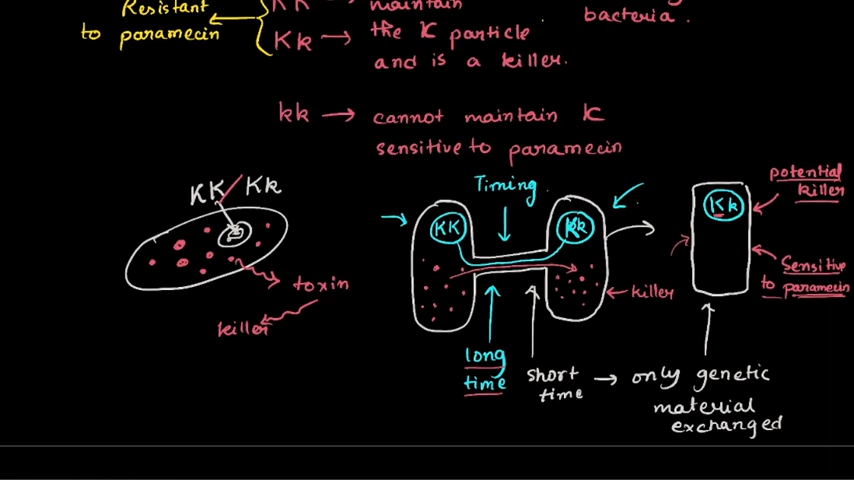 Resistant
to paramecin
KK → maintain
Kk → the K particle
and is a killer.
bacteria.
kk → cannot maintain K
sensitive to paramecin
KK/Kk
toxin
killer
Timing
KK
killer
long
time
short
time
→ only genetic
material
exchanged
Kk
potential
killer
Sensitive
to paramecin